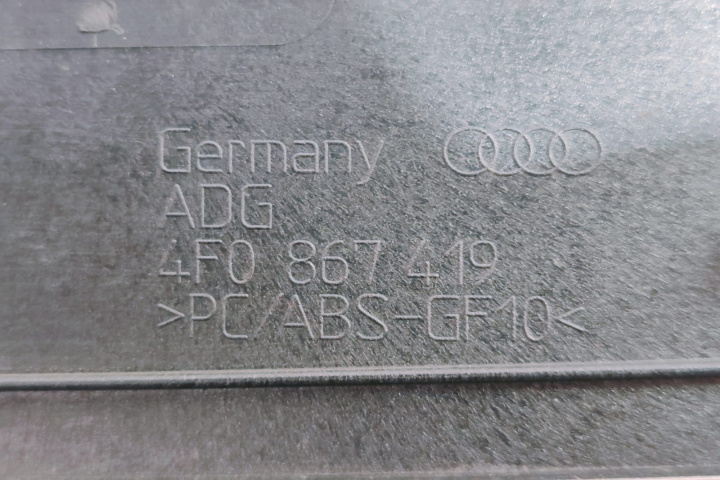 Germany
ADG
4F0 867 419
>PC/ABS-GF10<